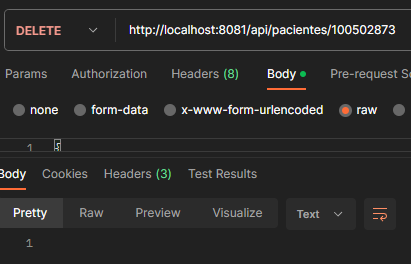 DELETE http://localhost:8081/api/pacientes/100502873
Params Authorization Headers (8) Body Pre-request
none form-data x-www-form-urlencoded raw
1 {
Body Cookies Headers (3) Test Results
Pretty Raw Preview Visualize Text
1